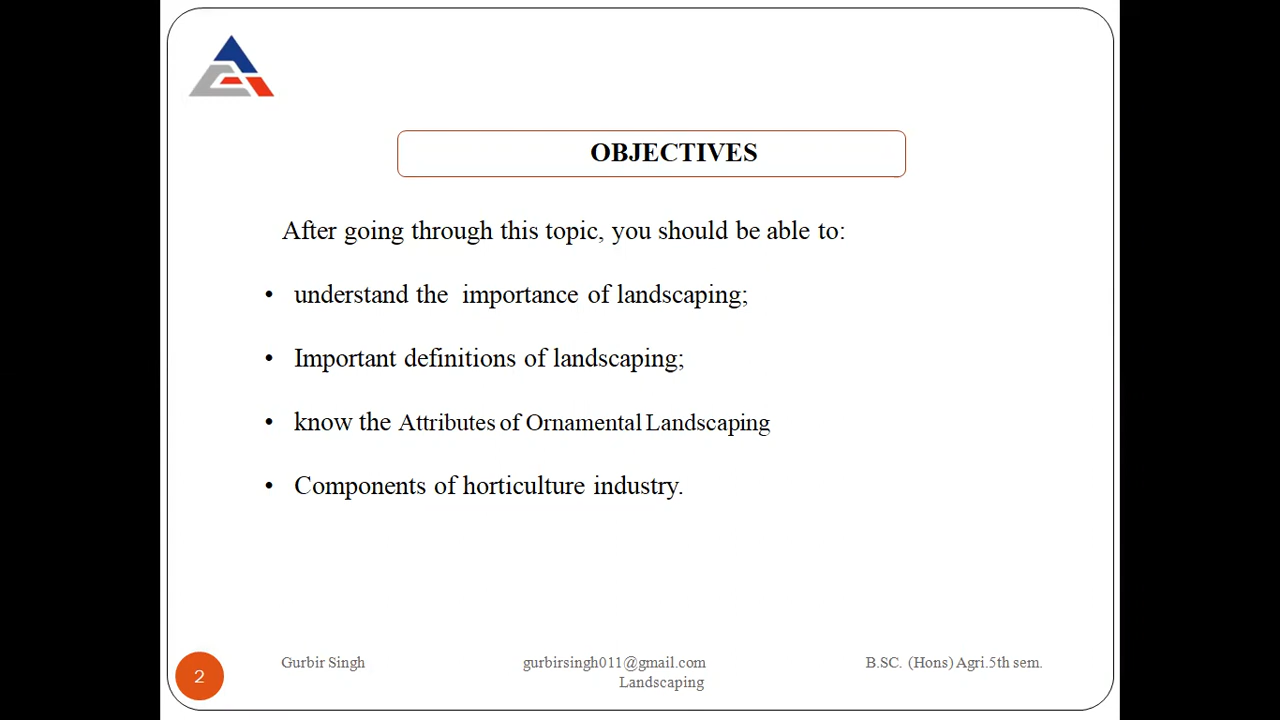 OBJECTIVES
After going through this topic, you should be able to:
• understand the  importance of landscaping;
• Important definitions of landscaping;
• know the Attributes of Ornamental Landscaping
• Components of horticulture industry.
2
Gurbir Singh
gurbirsingh011@gmail.com
Landscaping
B.SC. (Hons) Agri.5th sem.